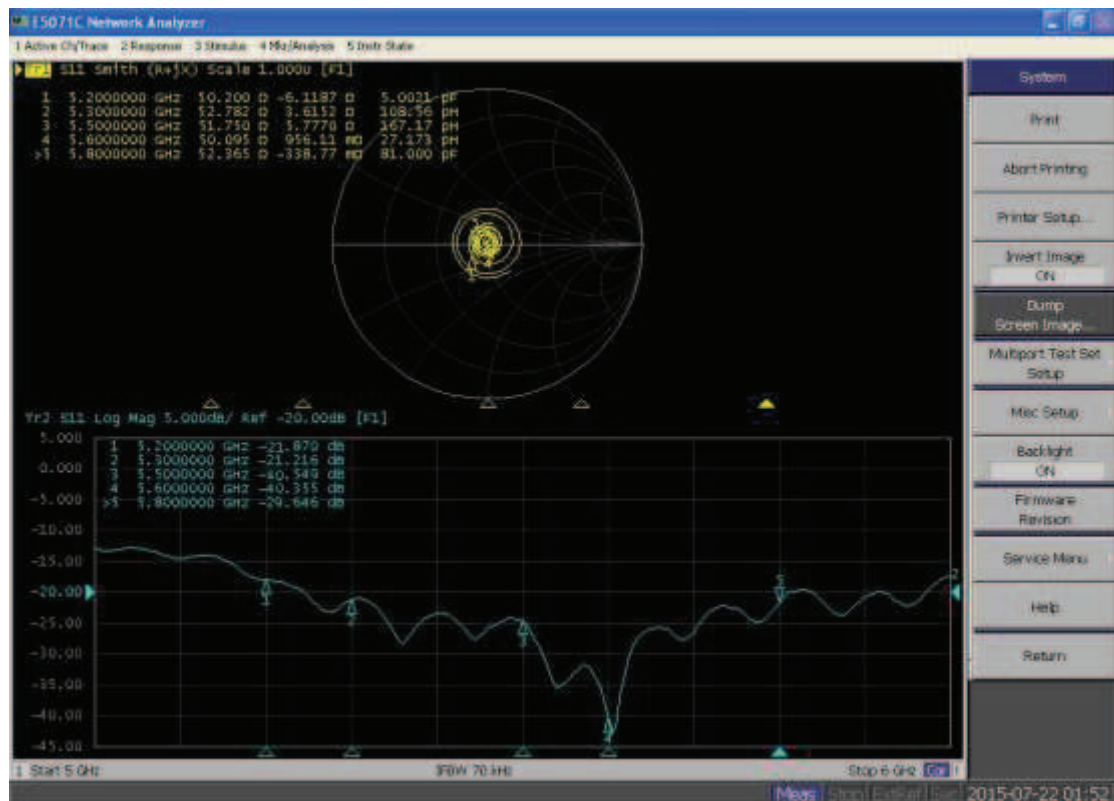 E5071C Network Analyzer
1 Active Ch/Trace 2 Response 3 Stimulus 4 Mkr/Analysis 5 Instr State
Tr1 S11 Smith (R+jX) Scale 1.000U [F1]
1 5.2000000 GHz 50.200 Ω -6.1187 Ω 5.0021 pF
2 5.3000000 GHz 52.782 Ω 3.6152 Ω 108.56 pH
3 5.5000000 GHz 51.750 Ω 5.7770 Ω 167.17 pH
4 5.6000000 GHz 50.095 Ω 956.11 mΩ 27.173 pH
>5 5.8000000 GHz 52.365 Ω -338.77 mΩ 81.000 pF
Tr2 S11 Log Mag 5.000dB/ Ref -20.00dB [F1]
1 5.2000000 GHz -21.870 dB
2 5.3000000 GHz -21.216 dB
3 5.5000000 GHz -40.549 dB
4 5.6000000 GHz -40.355 dB
>5 5.8000000 GHz -29.646 dB
5.000
0.000
-5.000
-10.00
-15.00
-20.00
-25.00
-30.00
-35.00
-40.00
-45.00
1 Start 5 GHz IFBW 70 kHz Stop 6 GHz Cor
Meas Stop ExtRef Svc 2015-07-22 01:52
System
Print
Abort Printing
Printer Setup...
Invert Image
ON
Dump
Screen Image...
Multiport Test Set
Setup
Misc Setup
Backlight
ON
Firmware
Revision
Service Menu
Help
Return